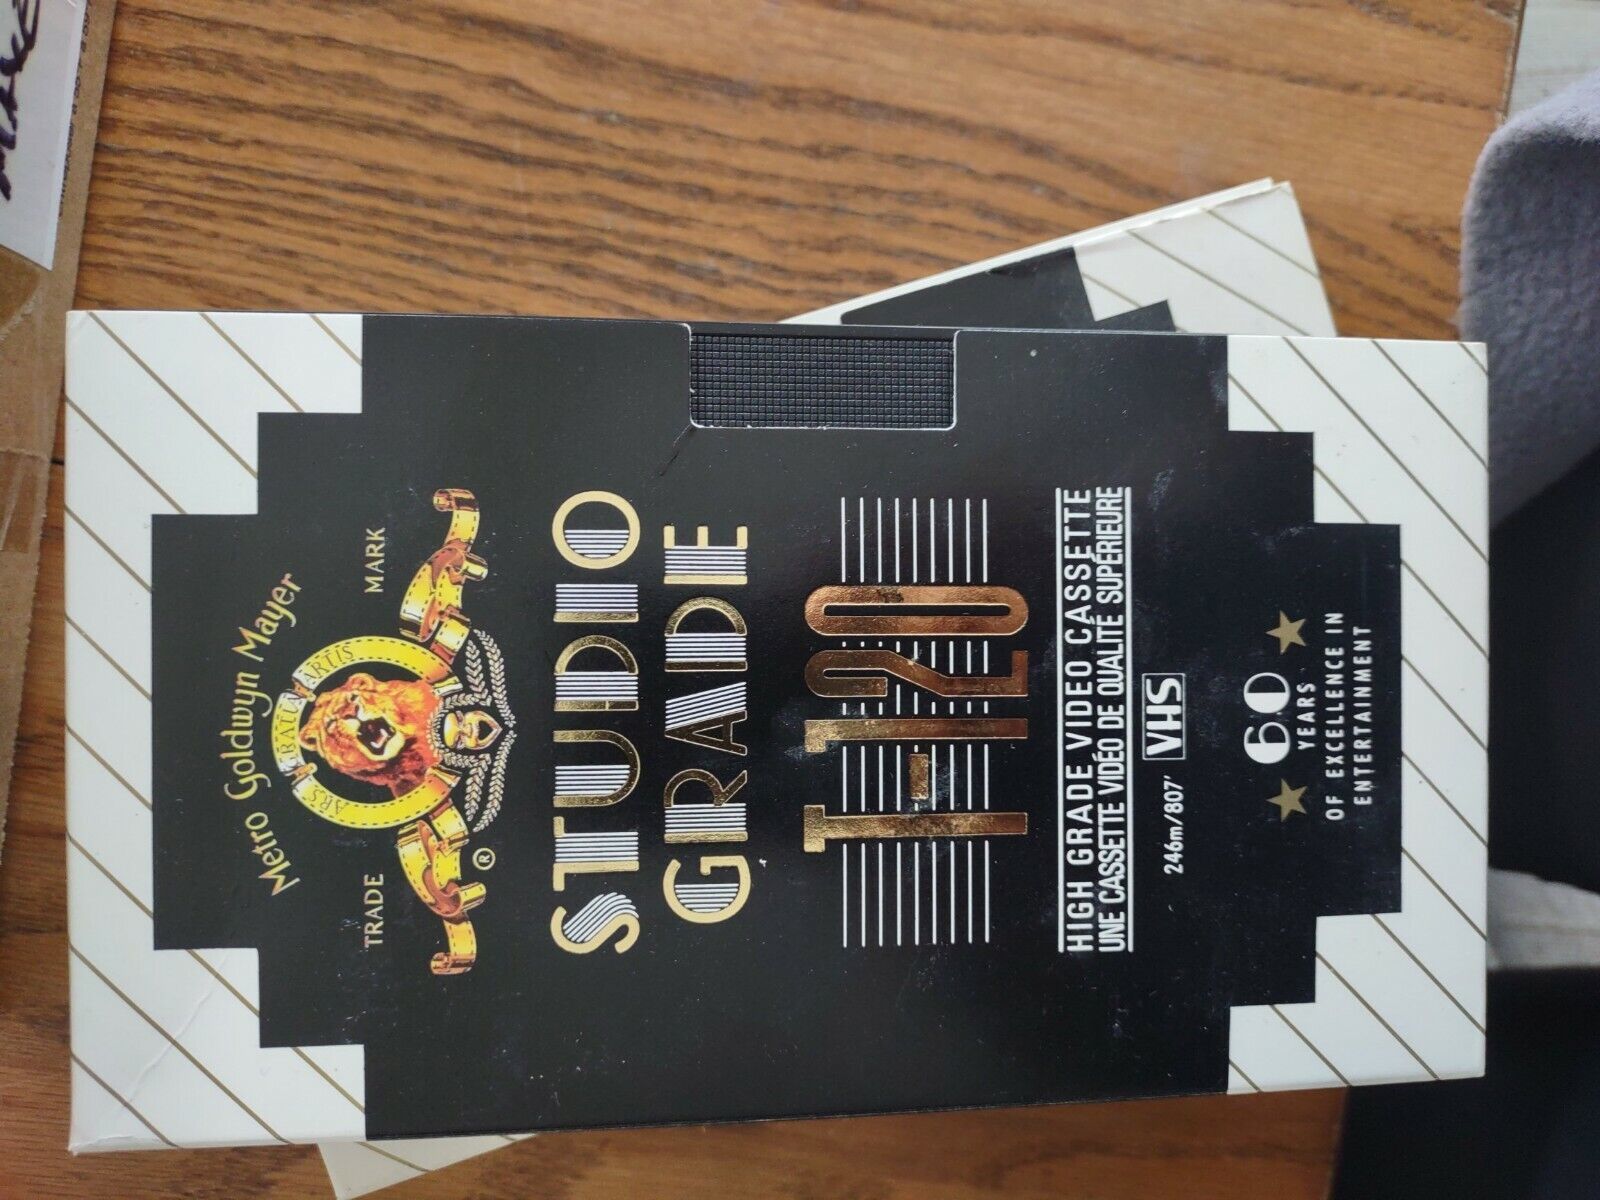 Metro Goldwyn Mayer
ARS GRATIA ARTIS
TRADE MARK
®
STUDIO
GRADE
T-120
HIGH GRADE VIDEO CASSETTE
UNE CASSETTE VIDÉO DE QUALITÉ SUPÉRIEURE
246m/807' VHS
60
YEARS
OF EXCELLENCE IN
ENTERTAINMENT